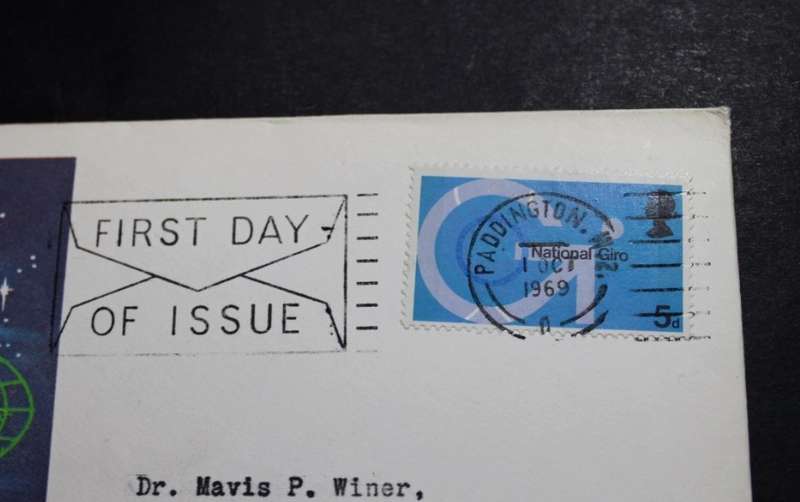 FIRST DAY
OF ISSUE
PADDINGTON. W2
1 OCT
1969
National Giro
G
5d
Dr. Mavis P. Winer,